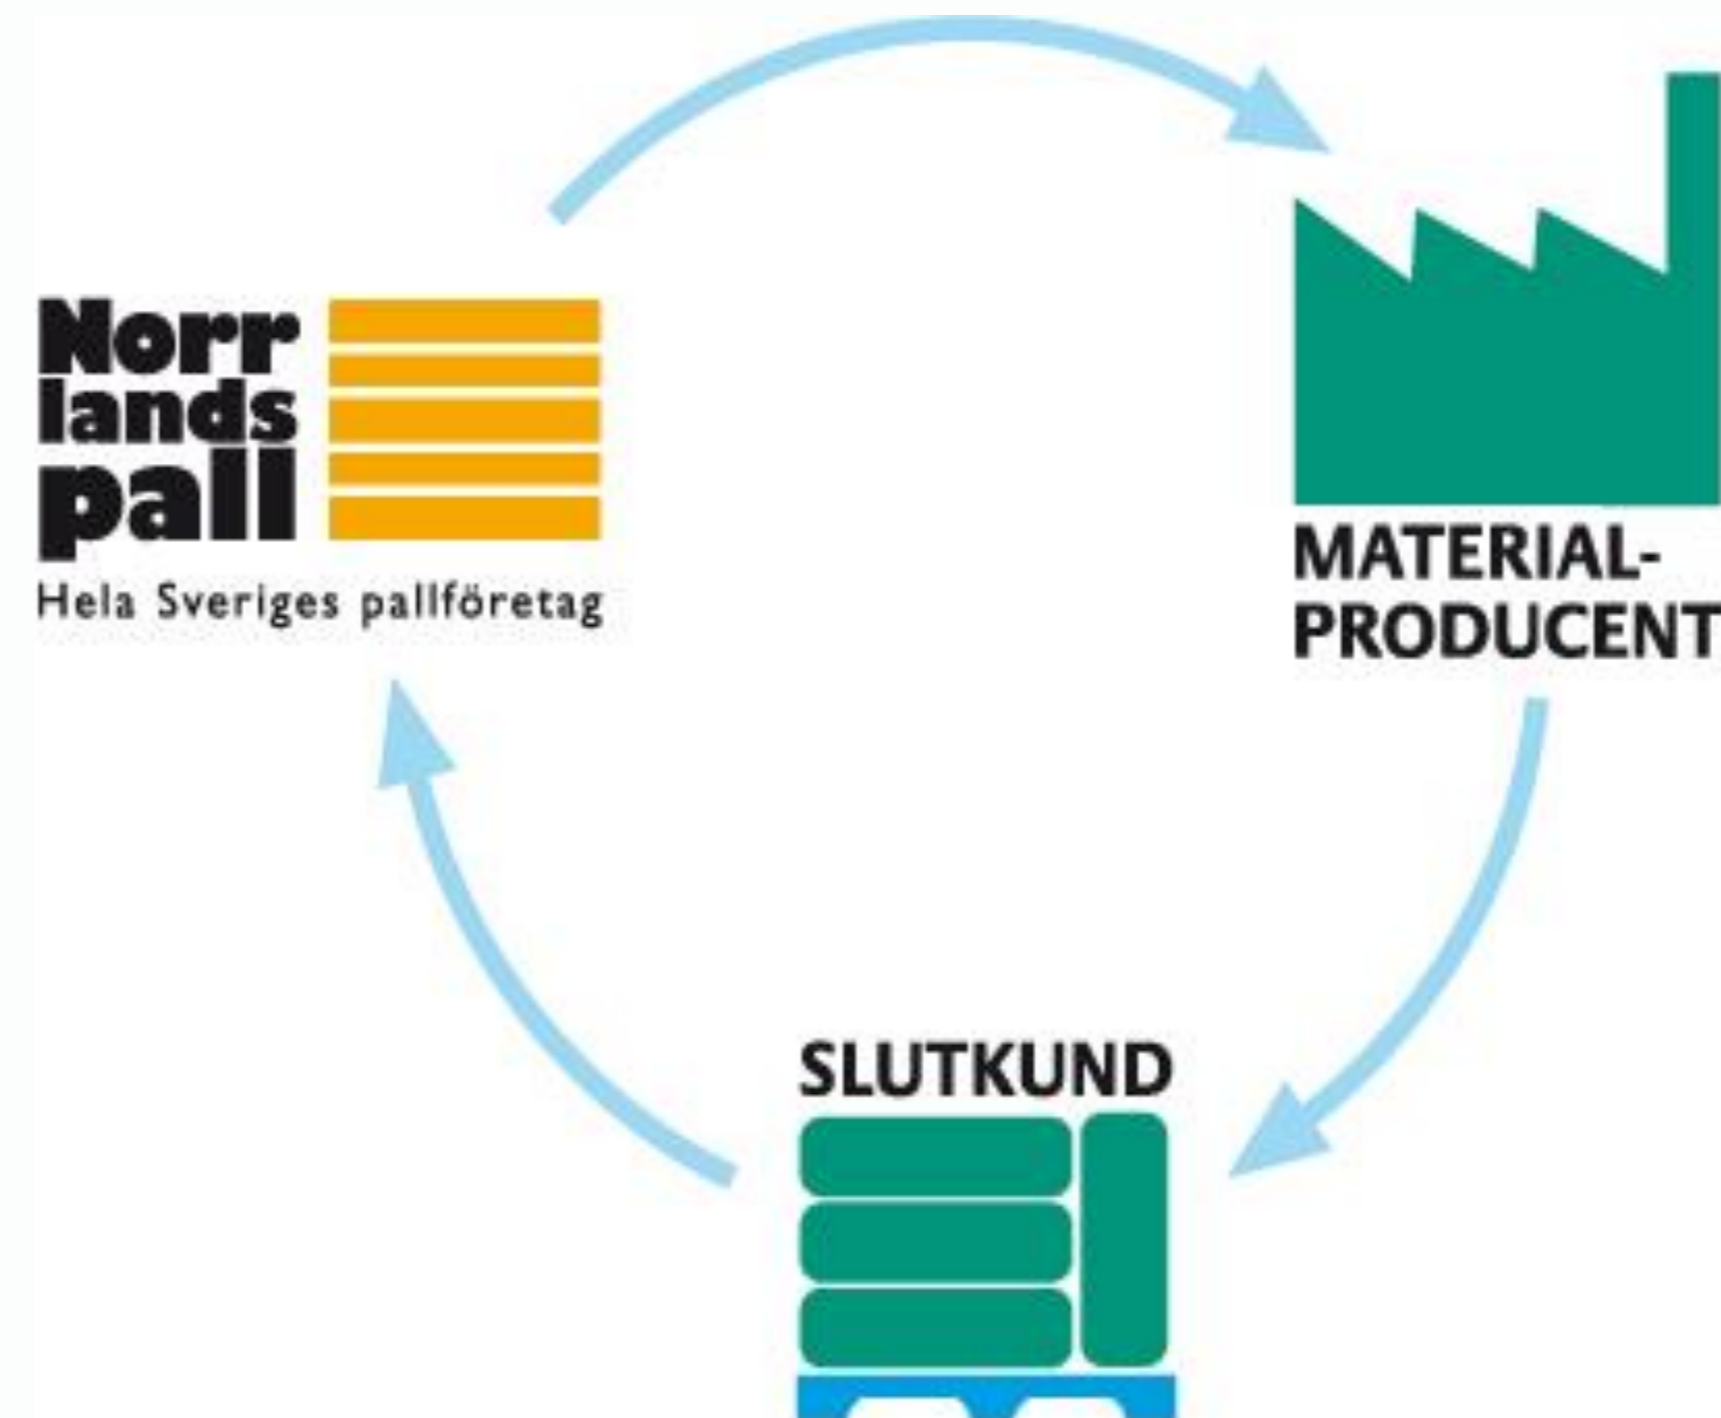 Norr
lands
pall
Hela Sveriges pallföretag
MATERIAL-
PRODUCENT
SLUTKUND